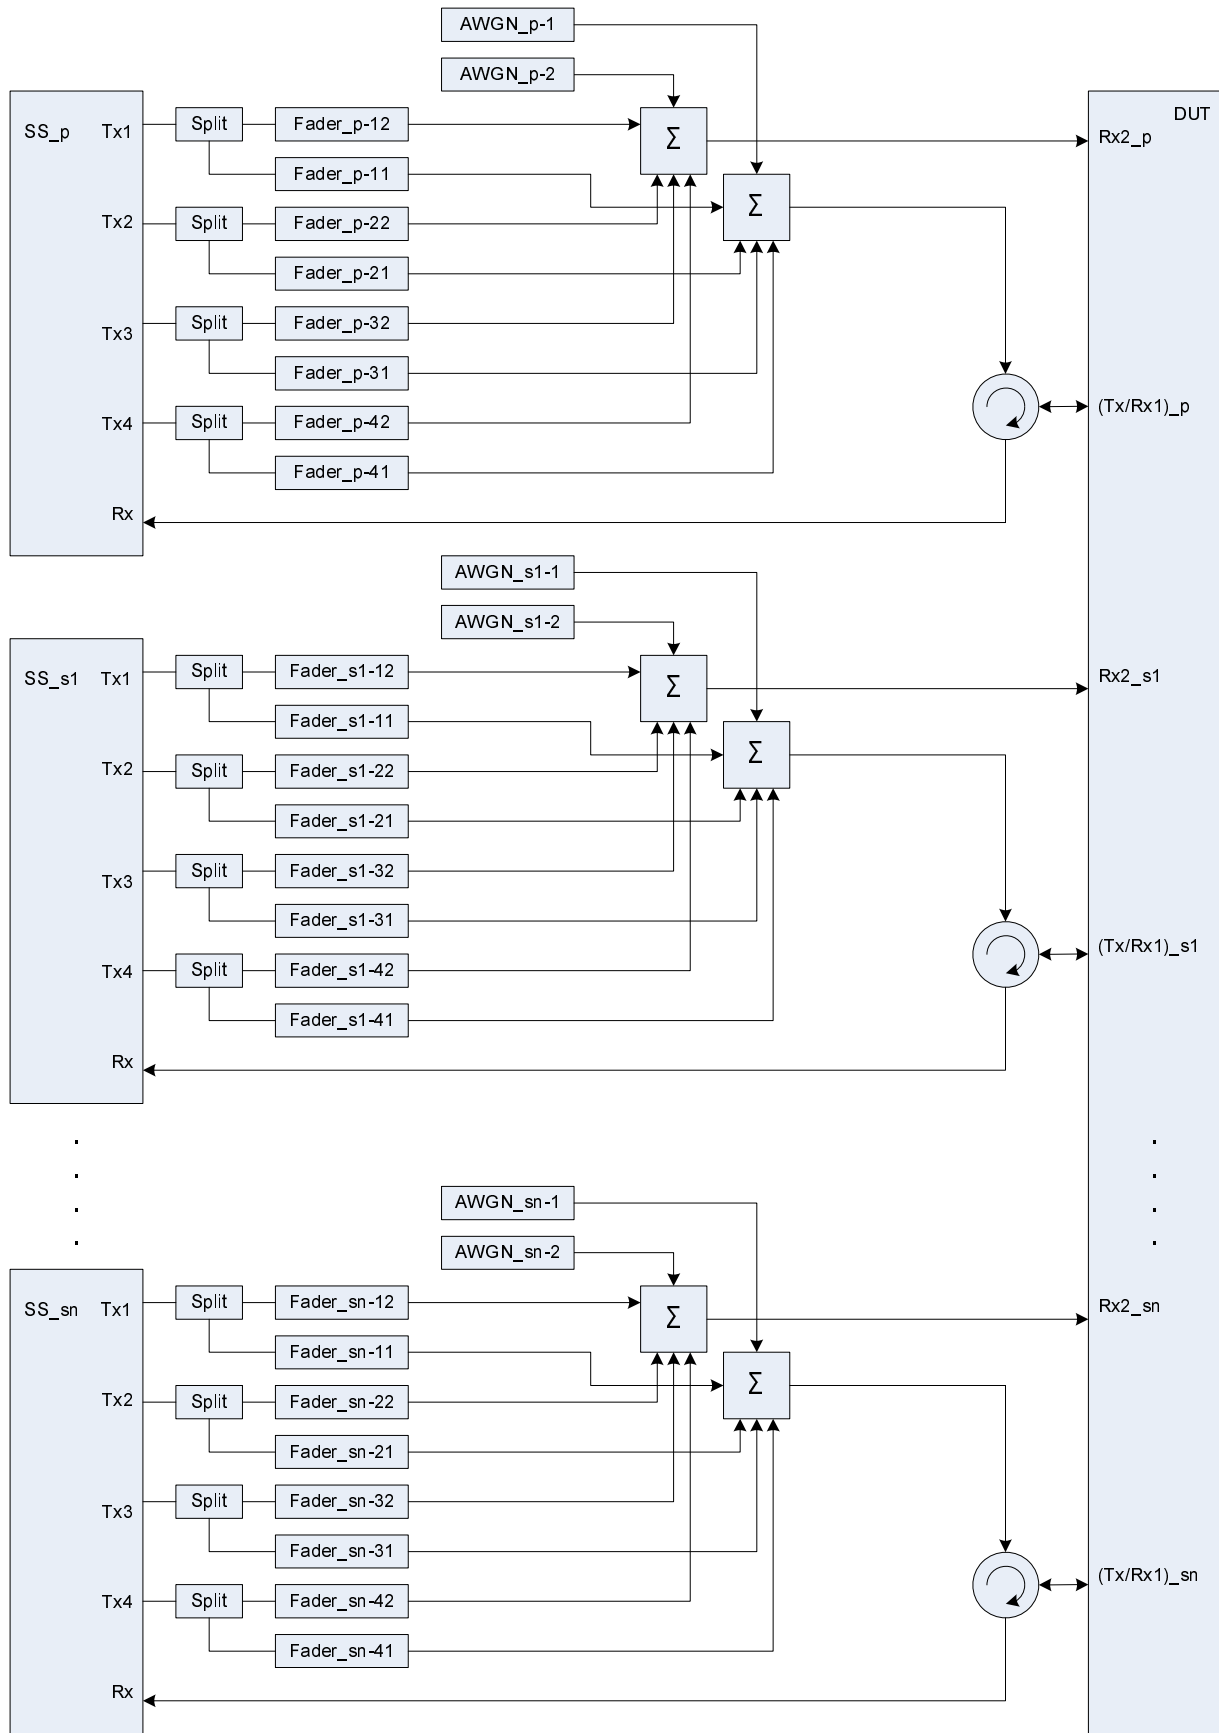 AWGN_p-1
AWGN_p-2
DUT
SS_p
Tx1
Split
Fader_p-12
Σ
Rx2_p
Fader_p-11
Σ
Tx2
Split
Fader_p-22
Fader_p-21
Tx3
Split
Fader_p-32
Fader_p-31
Tx4
Split
Fader_p-42
(Tx/Rx1)_p
Fader_p-41
Rx
AWGN_s1-1
AWGN_s1-2
SS_s1
Tx1
Split
Fader_s1-12
Σ
Rx2_s1
Fader_s1-11
Σ
Tx2
Split
Fader_s1-22
Fader_s1-21
Tx3
Split
Fader_s1-32
Fader_s1-31
Tx4
Split
Fader_s1-42
(Tx/Rx1)_s1
Fader_s1-41
Rx
.
.
.
.
.
.
.
.
AWGN_sn-1
AWGN_sn-2
SS_sn
Tx1
Split
Fader_sn-12
Σ
Rx2_sn
Fader_sn-11
Σ
Tx2
Split
Fader_sn-22
Fader_sn-21
Tx3
Split
Fader_sn-32
Fader_sn-31
Tx4
Split
Fader_sn-42
(Tx/Rx1)_sn
Fader_sn-41
Rx